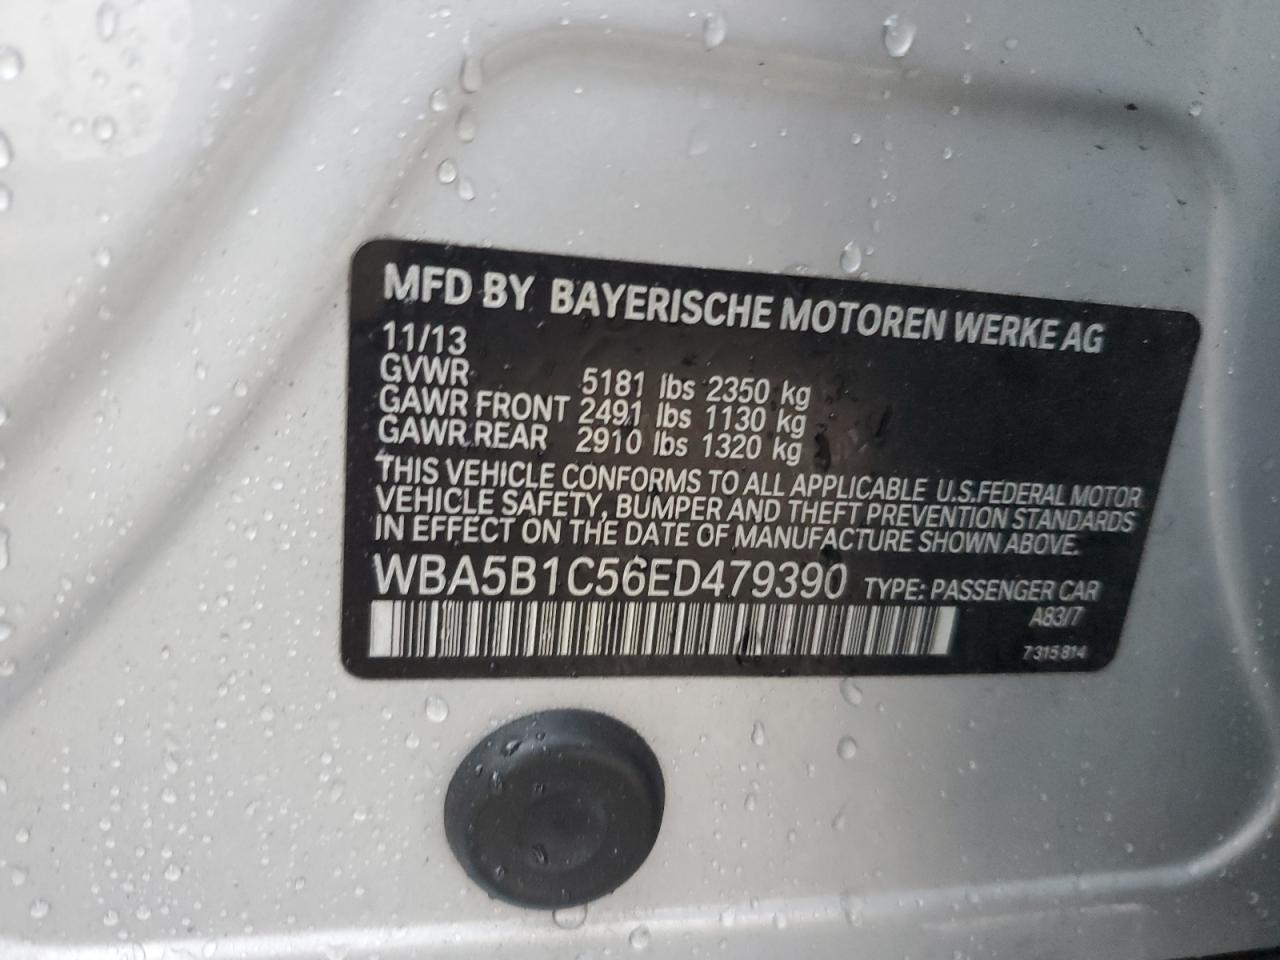 MFD BY BAYERISCHE MOTOREN WERKE AG
11/13
GVWR 5181 lbs 2350 kg
GAWR FRONT 2491 lbs 1130 kg
GAWR REAR 2910 lbs 1320 kg
THIS VEHICLE CONFORMS TO ALL APPLICABLE U.S.FEDERAL MOTOR
VEHICLE SAFETY, BUMPER AND THEFT PREVENTION STANDARDS
IN EFFECT ON THE DATE OF MANUFACTURE SHOWN ABOVE.
WBA5B1C56ED479390 TYPE: PASSENGER CAR
A83/7
7315814